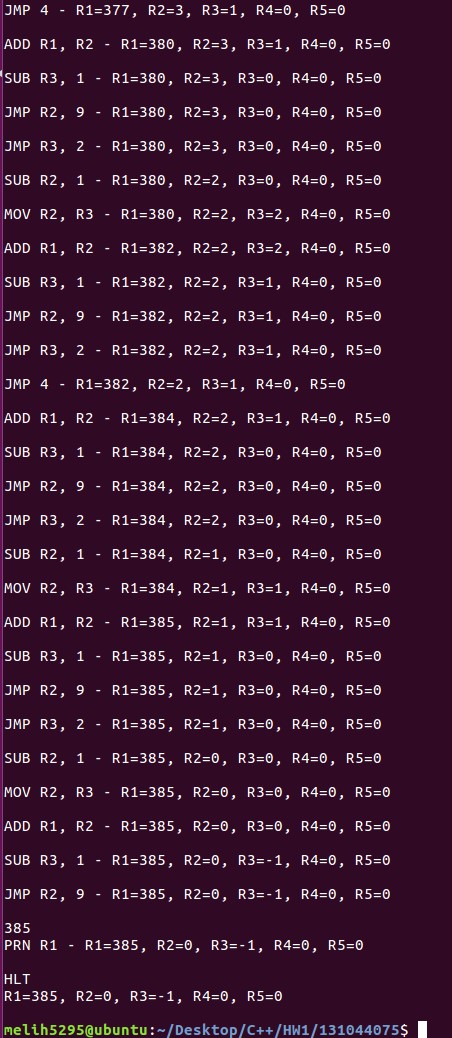 JMP 4 - R1=377, R2=3, R3=1, R4=0, R5=0
ADD R1, R2 - R1=380, R2=3, R3=1, R4=0, R5=0
SUB R3, 1 - R1=380, R2=3, R3=0, R4=0, R5=0
JMP R2, 9 - R1=380, R2=3, R3=0, R4=0, R5=0
JMP R3, 2 - R1=380, R2=3, R3=0, R4=0, R5=0
SUB R2, 1 - R1=380, R2=2, R3=0, R4=0, R5=0
MOV R2, R3 - R1=380, R2=2, R3=2, R4=0, R5=0
ADD R1, R2 - R1=382, R2=2, R3=2, R4=0, R5=0
SUB R3, 1 - R1=382, R2=2, R3=1, R4=0, R5=0
JMP R2, 9 - R1=382, R2=2, R3=1, R4=0, R5=0
JMP R3, 2 - R1=382, R2=2, R3=1, R4=0, R5=0
JMP 4 - R1=382, R2=2, R3=1, R4=0, R5=0
ADD R1, R2 - R1=384, R2=2, R3=1, R4=0, R5=0
SUB R3, 1 - R1=384, R2=2, R3=0, R4=0, R5=0
JMP R2, 9 - R1=384, R2=2, R3=0, R4=0, R5=0
JMP R3, 2 - R1=384, R2=2, R3=0, R4=0, R5=0
SUB R2, 1 - R1=384, R2=1, R3=0, R4=0, R5=0
MOV R2, R3 - R1=384, R2=1, R3=1, R4=0, R5=0
ADD R1, R2 - R1=385, R2=1, R3=1, R4=0, R5=0
SUB R3, 1 - R1=385, R2=1, R3=0, R4=0, R5=0
JMP R2, 9 - R1=385, R2=1, R3=0, R4=0, R5=0
JMP R3, 2 - R1=385, R2=1, R3=0, R4=0, R5=0
SUB R2, 1 - R1=385, R2=0, R3=0, R4=0, R5=0
MOV R2, R3 - R1=385, R2=0, R3=0, R4=0, R5=0
ADD R1, R2 - R1=385, R2=0, R3=0, R4=0, R5=0
SUB R3, 1 - R1=385, R2=0, R3=-1, R4=0, R5=0
JMP R2, 9 - R1=385, R2=0, R3=-1, R4=0, R5=0
385
PRN R1 - R1=385, R2=0, R3=-1, R4=0, R5=0
HLT
R1=385, R2=0, R3=-1, R4=0, R5=0
melih5295@ubuntu:~/Desktop/C++/HW1/131044075$